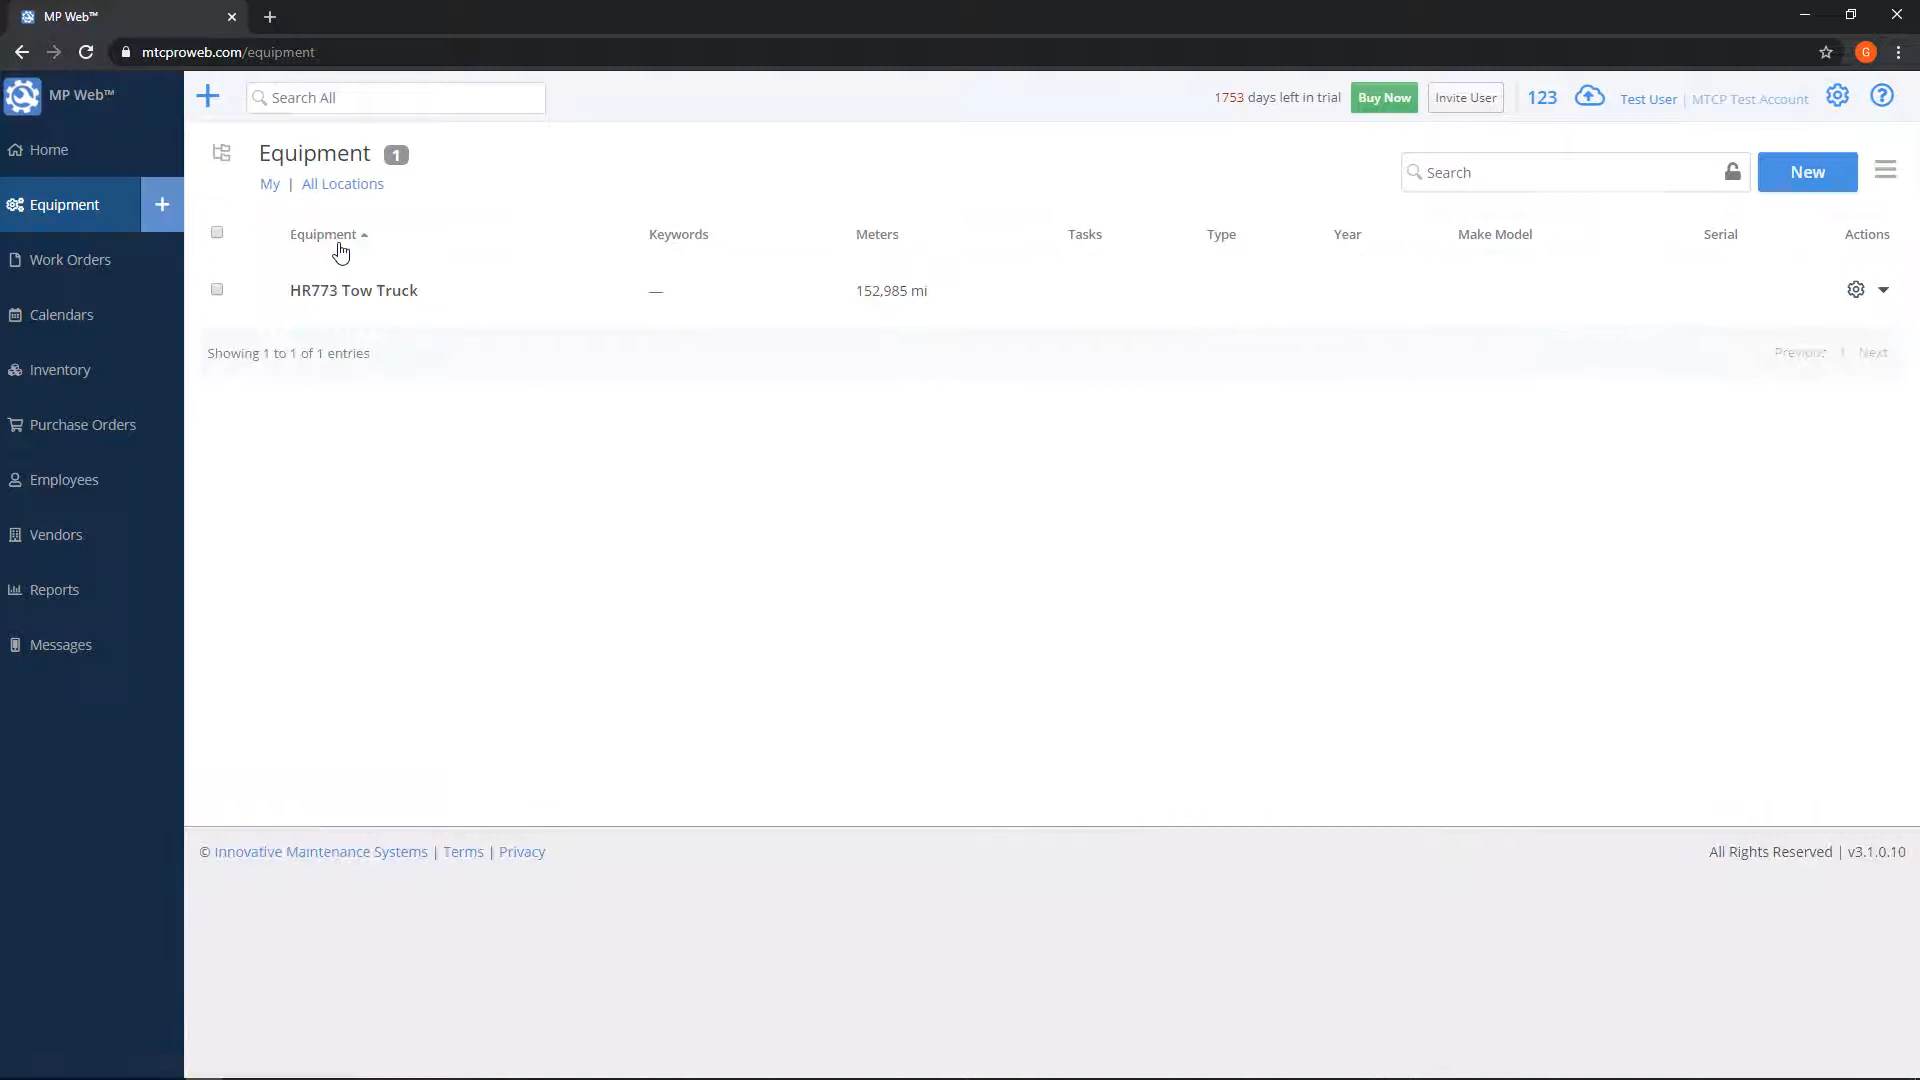 MP Web™
mtcproweb.com/equipment
G
MP Web™
Search All
1753 days left in trial
Buy Now
Invite User
123
Test User | MTCP Test Account
Home
Equipment
Work Orders
Calendars
Inventory
Purchase Orders
Employees
Vendors
Reports
Messages
Equipment 1
My | All Locations
Search
New
Equipment Keywords Meters Tasks Type Year Make Model Serial Actions
HR773 Tow Truck — 152,985 mi
Showing 1 to 1 of 1 entries
Previous | Next
© Innovative Maintenance Systems | Terms | Privacy
All Rights Reserved | v3.1.0.10